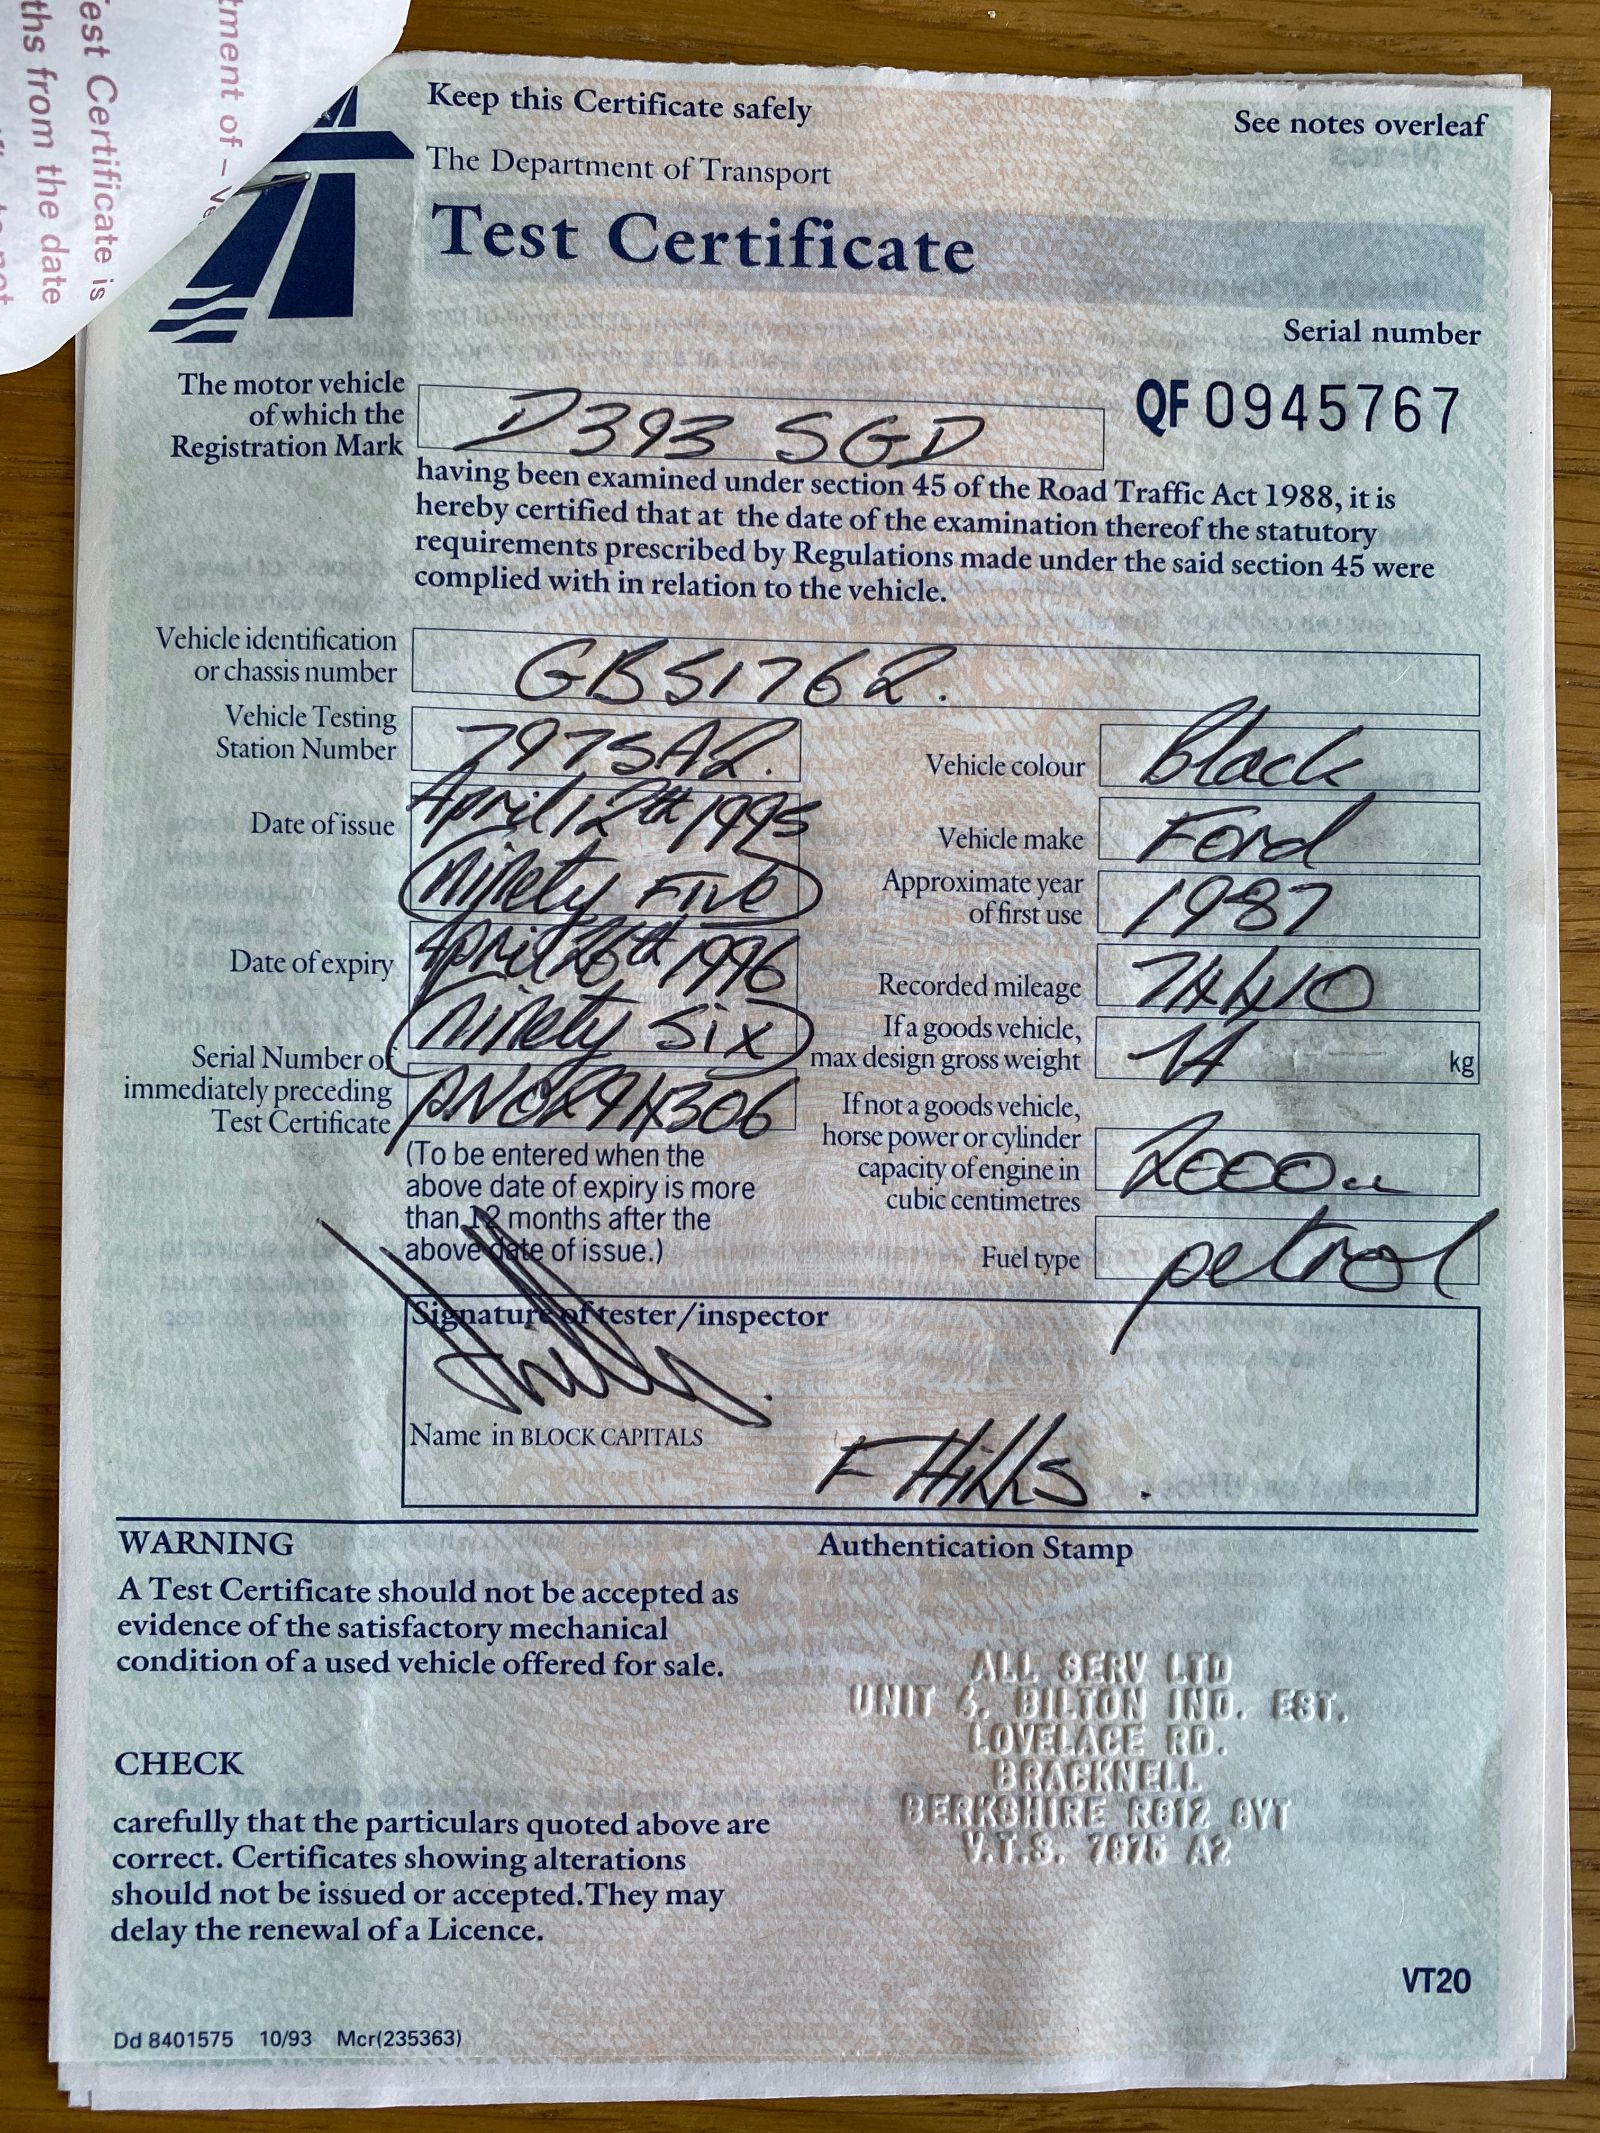 tment of – Ve
est Certificate is
ths from the date
Keep this Certificate safely
See notes overleaf
The Department of Transport
Test Certificate
Serial number
QF 0945767
The motor vehicle
of which the
Registration Mark
D393 SGD
having been examined under section 45 of the Road Traffic Act 1988, it is
hereby certified that at the date of the examination thereof the statutory
requirements prescribed by Regulations made under the said section 45 were
complied with in relation to the vehicle.
Vehicle identification
or chassis number
GB51762.
Vehicle Testing
Station Number
7975A2.
Vehicle colour
Black
Date of issue
April 12th 1995
Ninety Five
Vehicle make
Ford
Approximate year
of first use
1987
Date of expiry
April 26th 1996
Ninety Six
Recorded mileage
74410
If a goods vehicle,
max design gross weight
kg
Serial Number of
immediately preceding
Test Certificate
(To be entered when the
above date of expiry is more
than 12 months after the
above date of issue.)
If not a goods vehicle,
horse power or cylinder
capacity of engine in
cubic centimetres
2000cc
Fuel type
petrol
Signature of tester/inspector
Name in BLOCK CAPITALS
F Hills.
WARNING
A Test Certificate should not be accepted as
evidence of the satisfactory mechanical
condition of a used vehicle offered for sale.
CHECK
carefully that the particulars quoted above are
correct. Certificates showing alterations
should not be issued or accepted.They may
delay the renewal of a Licence.
Authentication Stamp
ALL SERV LTD
UNIT 4. BILTON IND. EST.
LOVELACE RD.
BRACKNELL
BERKSHIRE RG12
V.T.S. 7975 A2
VT20
Dd 8401575 10/93 Mcr(235363)